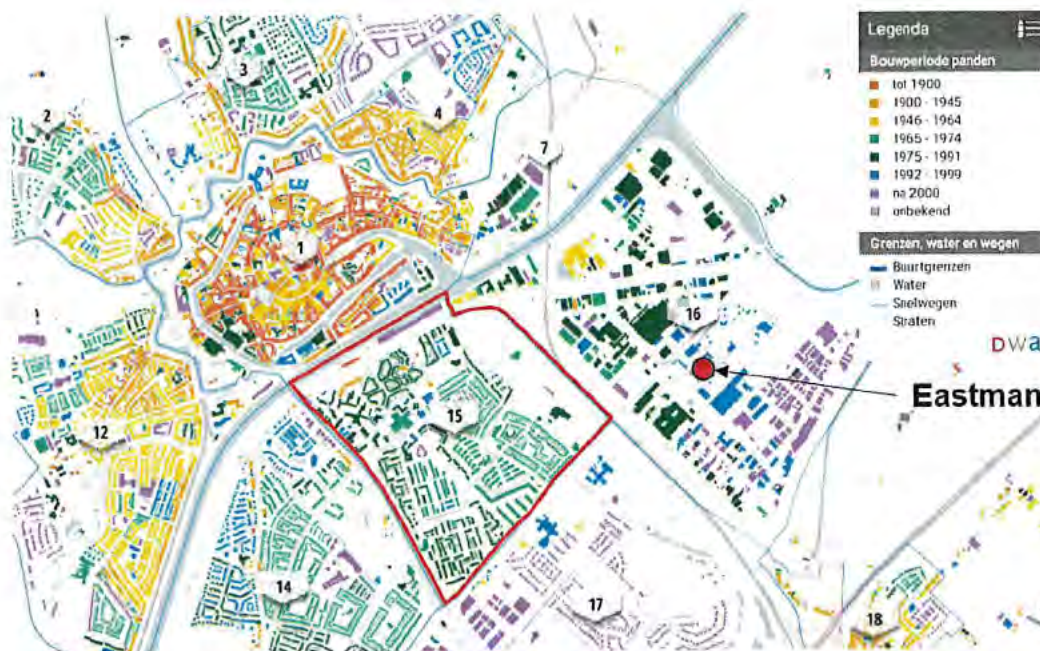 Legenda
Bouwperiode panden
tot 1900
1900 - 1945
1946 - 1964
1965 - 1974
1975 - 1991
1992 - 1999
na 2000
onbekend
Grenzen, water en wegen
Buurtgrenzen
Water
Snelwegen
Straten
DWa
Eastman
1
2
3
4
7
12
14
15
16
17
18